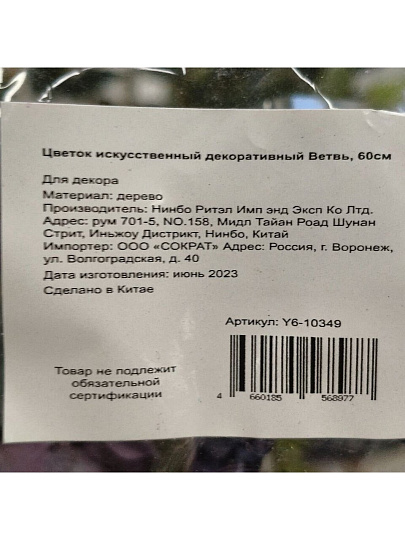 Цветок искусственный декоративный Ветвь, 60см
Для декора
Материал: дерево
Производитель: Нинбо Ритэл Имп энд Эксп Ко Лтд.
Адрес: рум 701-5, NO.158, Мидл Тайан Роад Шунан
Стрит, Иньжоу Дистрикт, Нинбо, Китай
Импортер: ООО «СОКРАТ» Адрес: Россия, г. Воронеж,
ул. Волгоградская, д. 40
Дата изготовления: июнь 2023
Сделано в Китае
Артикул: Y6-10349
Товар не подлежит
обязательной
сертификации
4 660185 568977